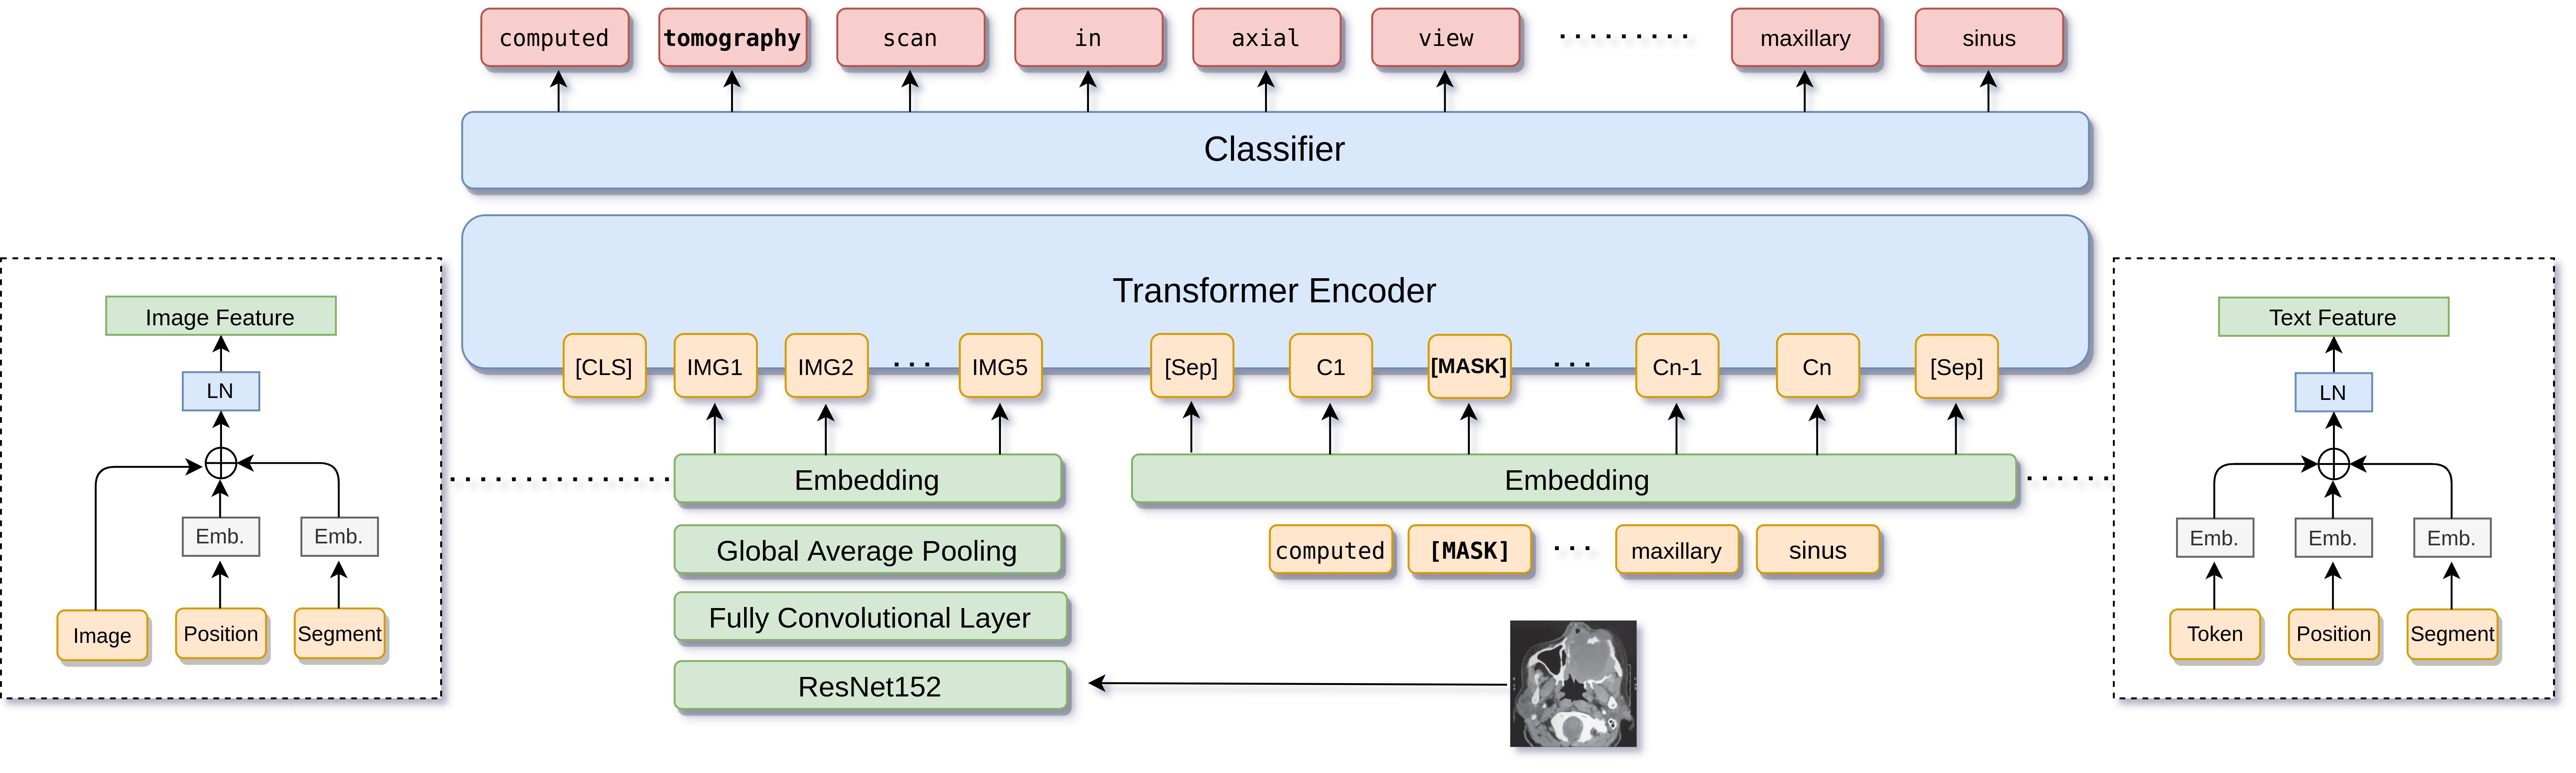 computed tomography scan in axial view ......... maxillary sinus
Classifier
Transformer Encoder
[CLS] IMG1 IMG2 ... IMG5 [Sep] C1 [MASK] ... Cn-1 Cn [Sep]
Embedding
Global Average Pooling
Fully Convolutional Layer
ResNet152
Embedding
computed [MASK] ... maxillary sinus
Image Feature
LN
Emb. Emb.
Image Position Segment
Text Feature
LN
Emb. Emb. Emb.
Token Position Segment